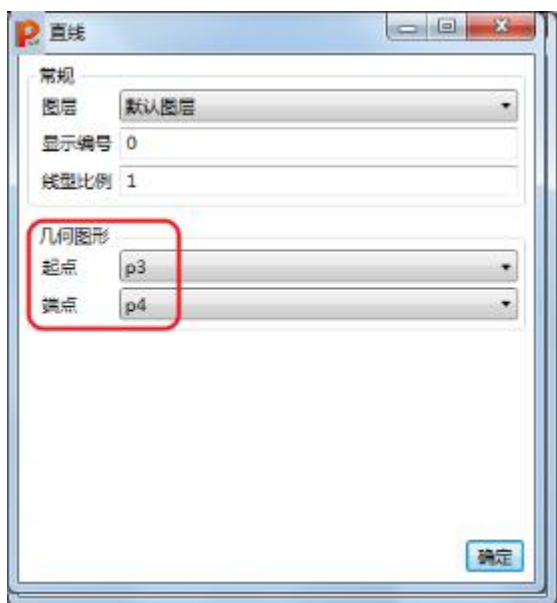 直线
常规
图层 默认图层
显示编号 0
线型比例 1
几何图形
起点 p3
端点 p4
确定